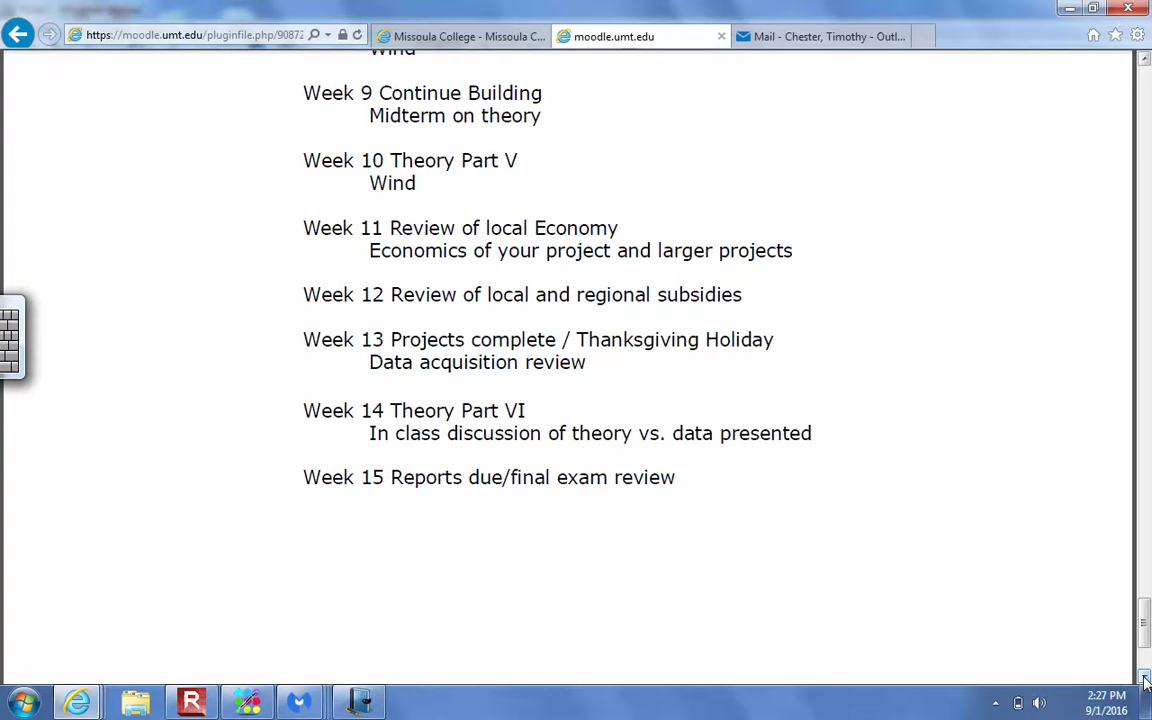 https://moodle.umt.edu/pluginfile.php/90872
Missoula College - Missoula C...
moodle.umt.edu
Mail - Chester, Timothy - Outl...
Wind
Week 9 Continue Building
Midterm on theory
Week 10 Theory Part V
Wind
Week 11 Review of local Economy
Economics of your project and larger projects
Week 12 Review of local and regional subsidies
Week 13 Projects complete / Thanksgiving Holiday
Data acquisition review
Week 14 Theory Part VI
In class discussion of theory vs. data presented
Week 15 Reports due/final exam review
R
2:27 PM
9/1/2016